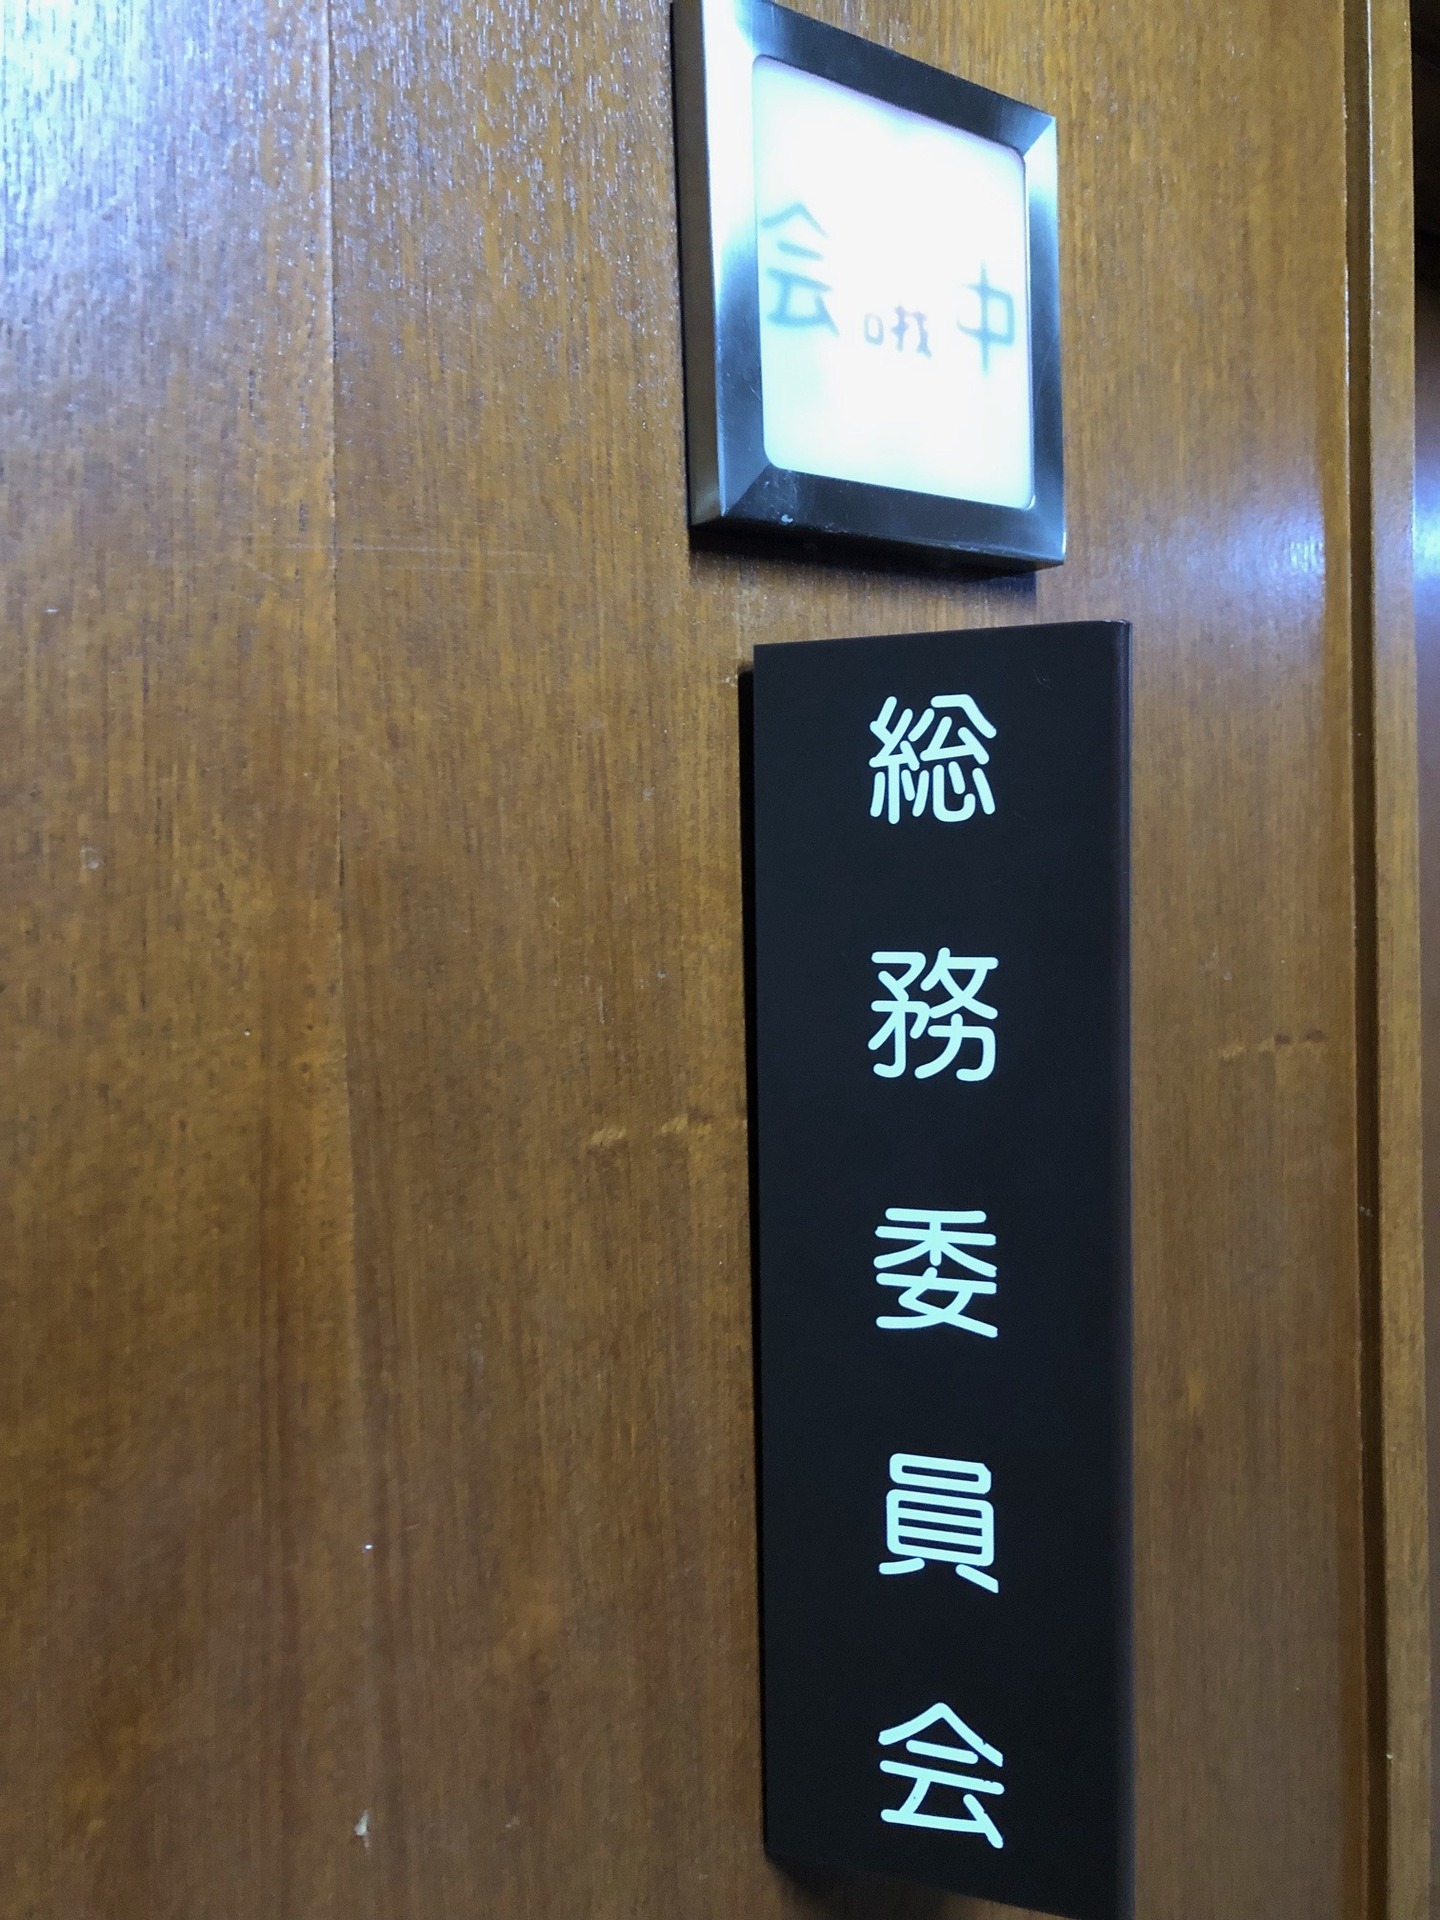 会 中
総務委員会